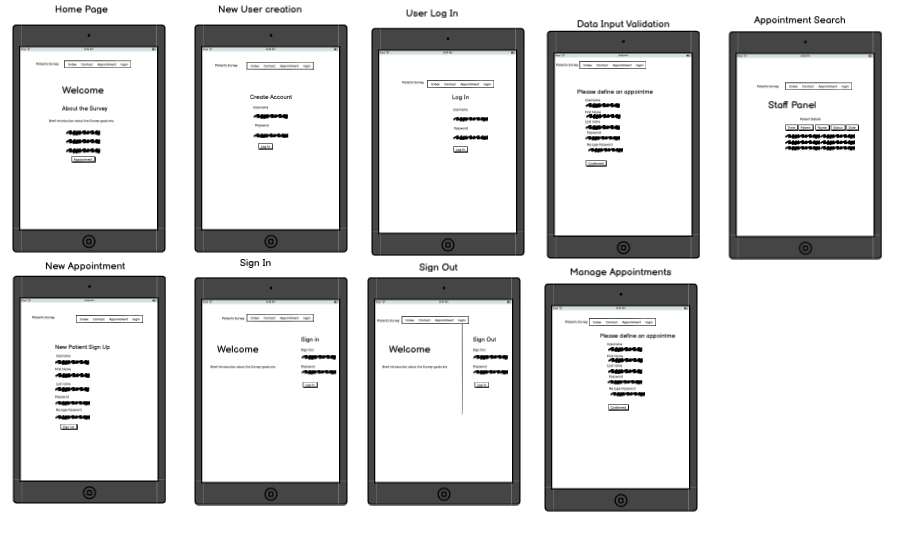 Home Page
Patients Survey Index Contact Appointment login
Welcome
About the Survey
Brief Introduction about the Survey goals etc.
Appointment
New User creation
Patients Survey Index Contact Appointment login
Create Account
Username
Password
Log In
User Log In
Patients Survey Index Contact Appointment login
Log In
Username
Password
Log In
Data Input Validation
Patients Survey Index Contact Appointment login
Please define an appointme
Username
First Name
Last name
Password
Re type Password
Confirmed
Appointment Search
Patients Survey Index Contact Appointment login
Staff Panel
Patient Details
New Appointment
Patients Survey Index Contact Appointment login
New Patient Sign Up
Username
First Name
Last name
Password
Re type Password
Sign Up
Sign In
Patients Survey Index Contact Appointment login
Welcome
Sign in
Brief Introduction about the Survey goals etc.
Sign In:
Password
Log In
Sign Out
Patients Survey Index Contact Appointment login
Welcome
Sign Out
Brief Introduction about the Survey goals etc.
Sign In:
Password
Log In
Manage Appointments
Patients Survey Index Contact Appointment login
Please define an appointme
Username
First Name
Last name
Password
Re type Password
Confirmed